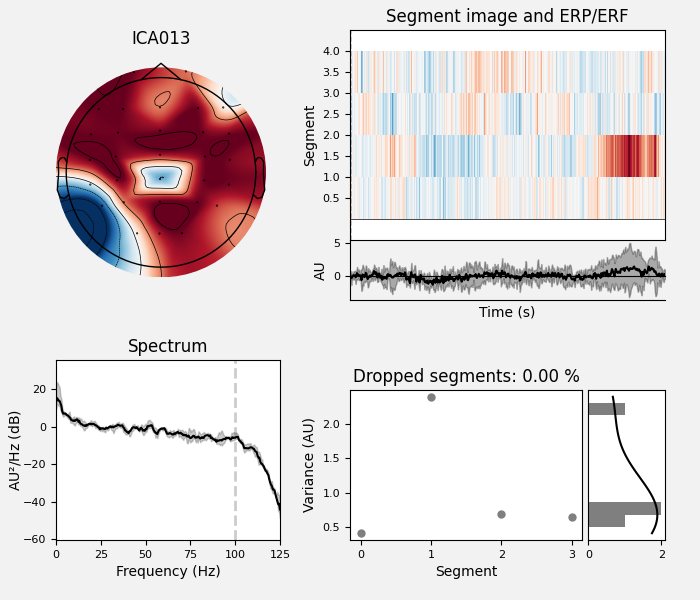 ICA013
Segment image and ERP/ERF
Segment
4.0
3.5
3.0
2.5
2.0
1.5
1.0
0.5
AU
5
0
Time (s)
Spectrum
AU²/Hz (dB)
20
0
−20
−40
−60
0 25 50 75 100 125
Frequency (Hz)
Dropped segments: 0.00 %
Variance (AU)
2.0
1.5
1.0
0.5
0 1 2 3
Segment
0 2